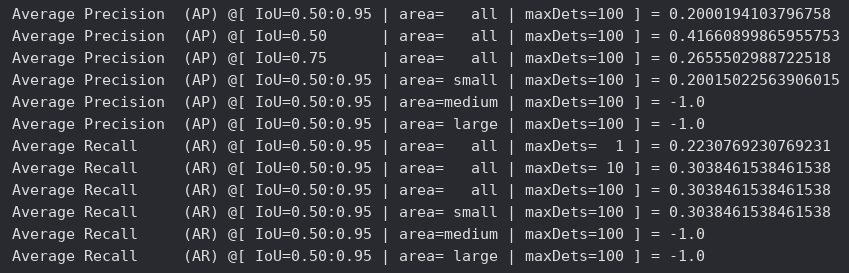 Average Precision  (AP) @[ IoU=0.50:0.95 | area=   all | maxDets=100 ] = 0.2000194103796758
Average Precision  (AP) @[ IoU=0.50      | area=   all | maxDets=100 ] = 0.41660899865955753
Average Precision  (AP) @[ IoU=0.75      | area=   all | maxDets=100 ] = 0.2655502988722518
Average Precision  (AP) @[ IoU=0.50:0.95 | area= small | maxDets=100 ] = 0.20015022563906015
Average Precision  (AP) @[ IoU=0.50:0.95 | area=medium | maxDets=100 ] = -1.0
Average Precision  (AP) @[ IoU=0.50:0.95 | area= large | maxDets=100 ] = -1.0
Average Recall     (AR) @[ IoU=0.50:0.95 | area=   all | maxDets=  1 ] = 0.2230769230769231
Average Recall     (AR) @[ IoU=0.50:0.95 | area=   all | maxDets= 10 ] = 0.3038461538461538
Average Recall     (AR) @[ IoU=0.50:0.95 | area=   all | maxDets=100 ] = 0.3038461538461538
Average Recall     (AR) @[ IoU=0.50:0.95 | area= small | maxDets=100 ] = 0.3038461538461538
Average Recall     (AR) @[ IoU=0.50:0.95 | area=medium | maxDets=100 ] = -1.0
Average Recall     (AR) @[ IoU=0.50:0.95 | area= large | maxDets=100 ] = -1.0